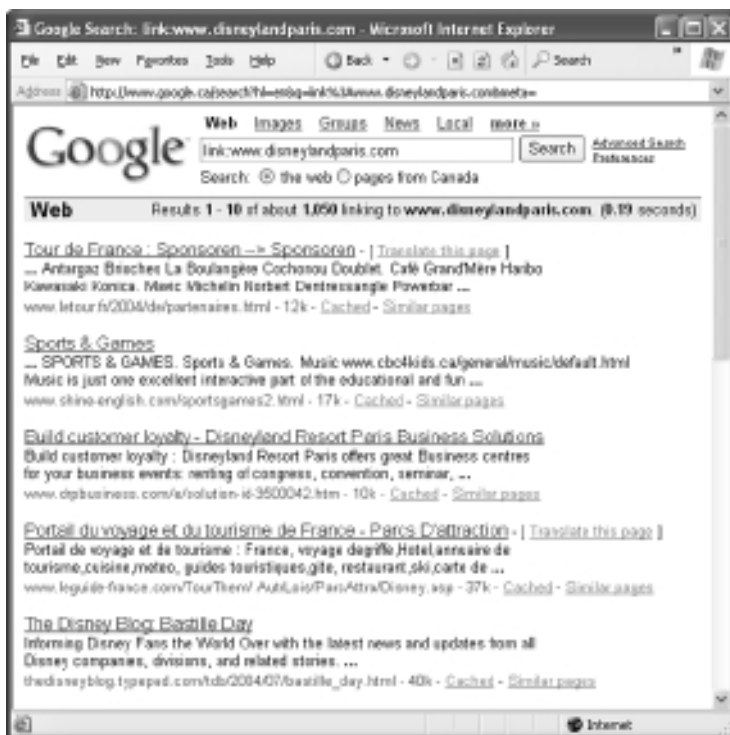 Google Search: link:www.disneylandparis.com - Microsoft Internet Explorer
File Edit View Favorites Tools Help Back Search
Address http://www.google.ca/search?hl=en&q=link%3Awww.disneylandparis.com&meta=
Web Images Groups News Local more »
Google link:www.disneylandparis.com Search Advanced Search
Preferences
Search: the web pages from Canada
Web Results 1 - 10 of about 1,050 linking to www.disneylandparis.com. (0.19 seconds)
Tour de France : Sponsoren --> Sponsoren - [ Translate this page ]
... Antargaz Brioches La Boulangère Cochonou Doublet. Café Grand'Mère Haribo
Kawasaki Konica. Mavic Michelin Norbert Dentressangle Powerbar ...
www.letour.fr/2004/de/partenaires.html - 12k - Cached - Similar pages
Sports & Games
... SPORTS & GAMES. Sports & Games. Music www.cbc4kids.ca/general/music/default.html
Music is just one excellent interactive part of the educational and fun ...
www.shine-english.com/sportsgames2.html - 17k - Cached - Similar pages
Build customer loyalty - Disneyland Resort Paris Business Solutions
Build customer loyalty : Disneyland Resort Paris offers great Business centres
for your business events: renting of congress, convention, seminar, ...
www.drpbusiness.com/e/solution-id-3500042.htm - 10k - Cached - Similar pages
Portail du voyage et du tourisme de France - Parcs D'attraction - [ Translate this page ]
Portail de voyage et de tourisme : France, voyage degriffe,Hotel,annuaire de
tourisme,cuisine,meteo, guides touristiques,gite, restaurant,ski,carte de ...
www.leguide-france.com/TourThem/ AutrLois/ParcAttra/Disney.asp - 37k - Cached - Similar pages
The Disney Blog: Bastille Day
Informing Disney Fans the World Over with the latest news and updates from all
Disney companies, divisions, and related stories. ...
thedisneyblog.typepad.com/tdb/2004/07/bastille_day.html - 40k - Cached - Similar pages
Internet